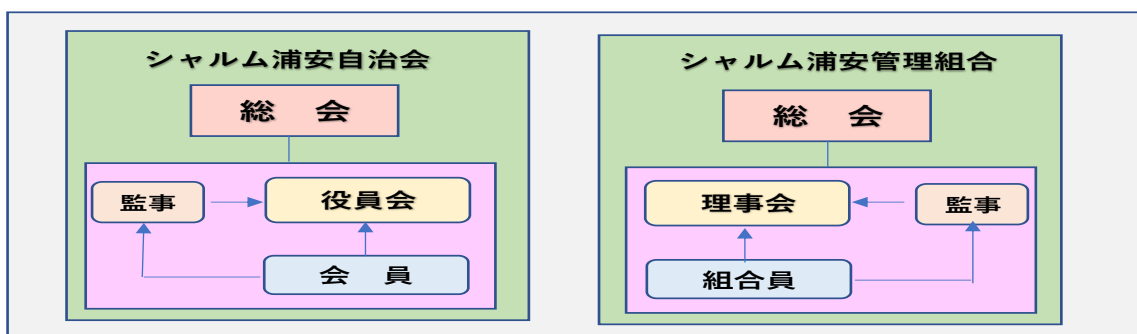 シャルム浦安自治会
総　会
監事
役員会
会　員
シャルム浦安管理組合
総　会
理事会
監事
組合員